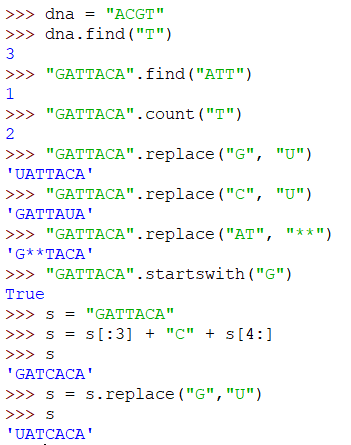 >>> dna = "ACGT"
>>> dna.find("T")
3
>>> "GATTACA".find("ATT")
1
>>> "GATTACA".count("T")
2
>>> "GATTACA".replace("G", "U")
'UATTACA'
>>> "GATTACA".replace("C", "U")
'GATTAUA'
>>> "GATTACA".replace("AT", "**")
'G**TACA'
>>> "GATTACA".startswith("G")
True
>>> s = "GATTACA"
>>> s = s[:3] + "C" + s[4:]
>>> s
'GATCACA'
>>> s = s.replace("G","U")
>>> s
'UATCACA'